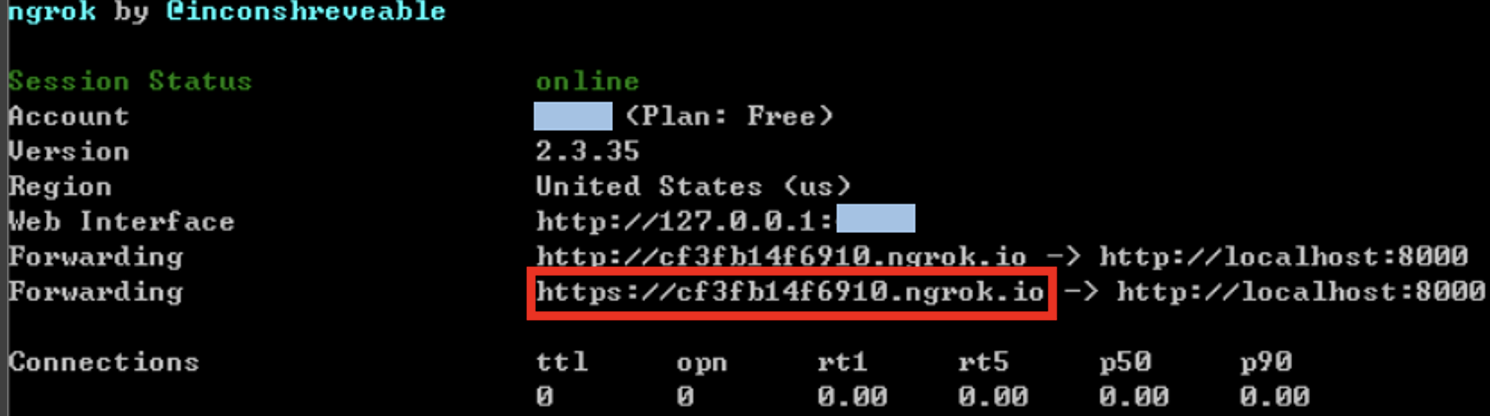 ngrok by @inconshreveable
Session Status online
Account (Plan: Free)
Version 2.3.35
Region United States (us)
Web Interface http://127.0.0.1:
Forwarding http://cf3fb14f6910.ngrok.io -> http://localhost:8000
Forwarding https://cf3fb14f6910.ngrok.io -> http://localhost:8000
Connections ttl opn rt1 rt5 p50 p90
0 0 0.00 0.00 0.00 0.00